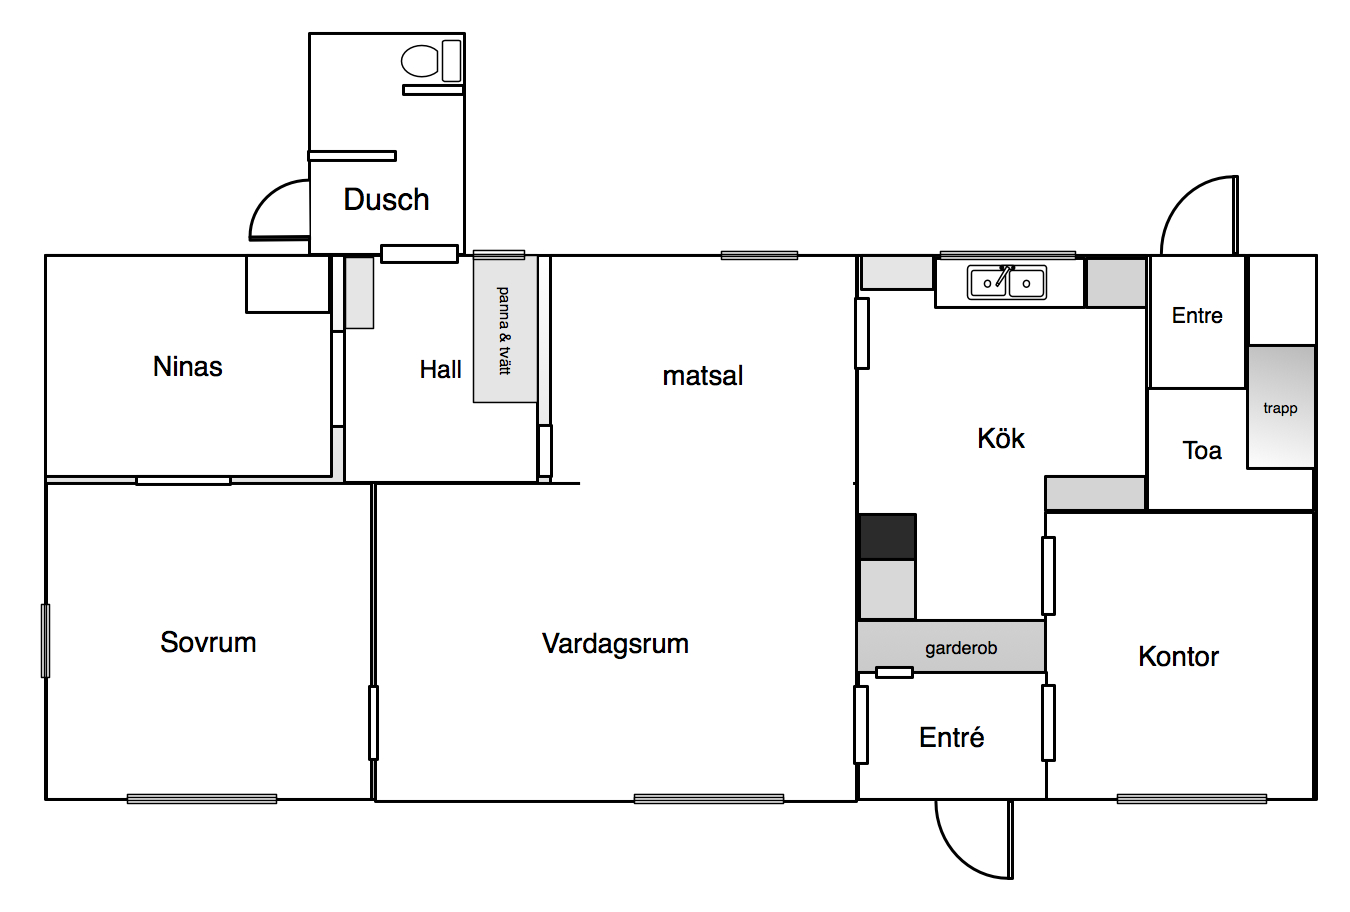 Dusch
Entre
panna & tvätt
Ninas
Hall
matsal
trapp
Kök
Toa
Sovrum
Vardagsrum
garderob
Kontor
Entré